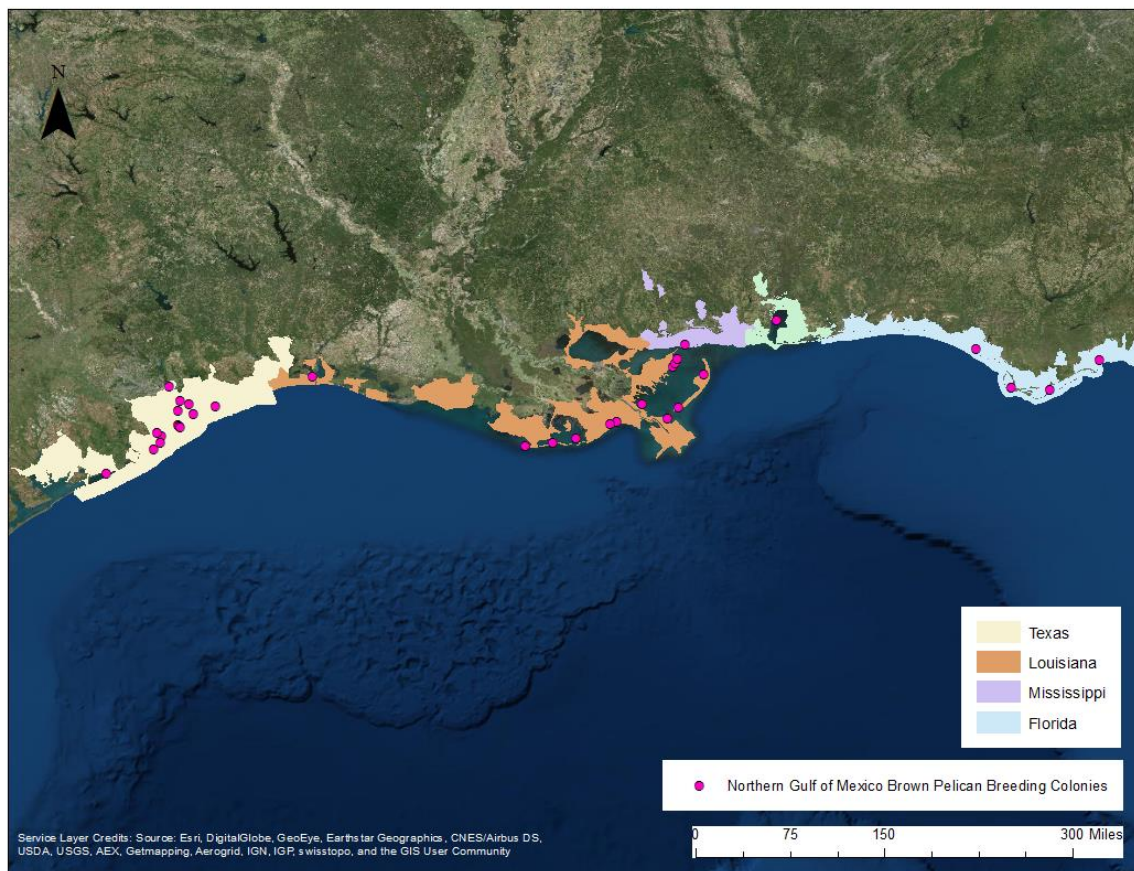 N
Texas
Louisiana
Mississippi
Florida
Northern Gulf of Mexico Brown Pelican Breeding Colonies
0 75 150 300 Miles
Service Layer Credits: Source: Esri, DigitalGlobe, GeoEye, Earthstar Geographics, CNES/Airbus DS,
USDA, USGS, AEX, Getmapping, Aerogrid, IGN, IGP, swisstopo, and the GIS User Community